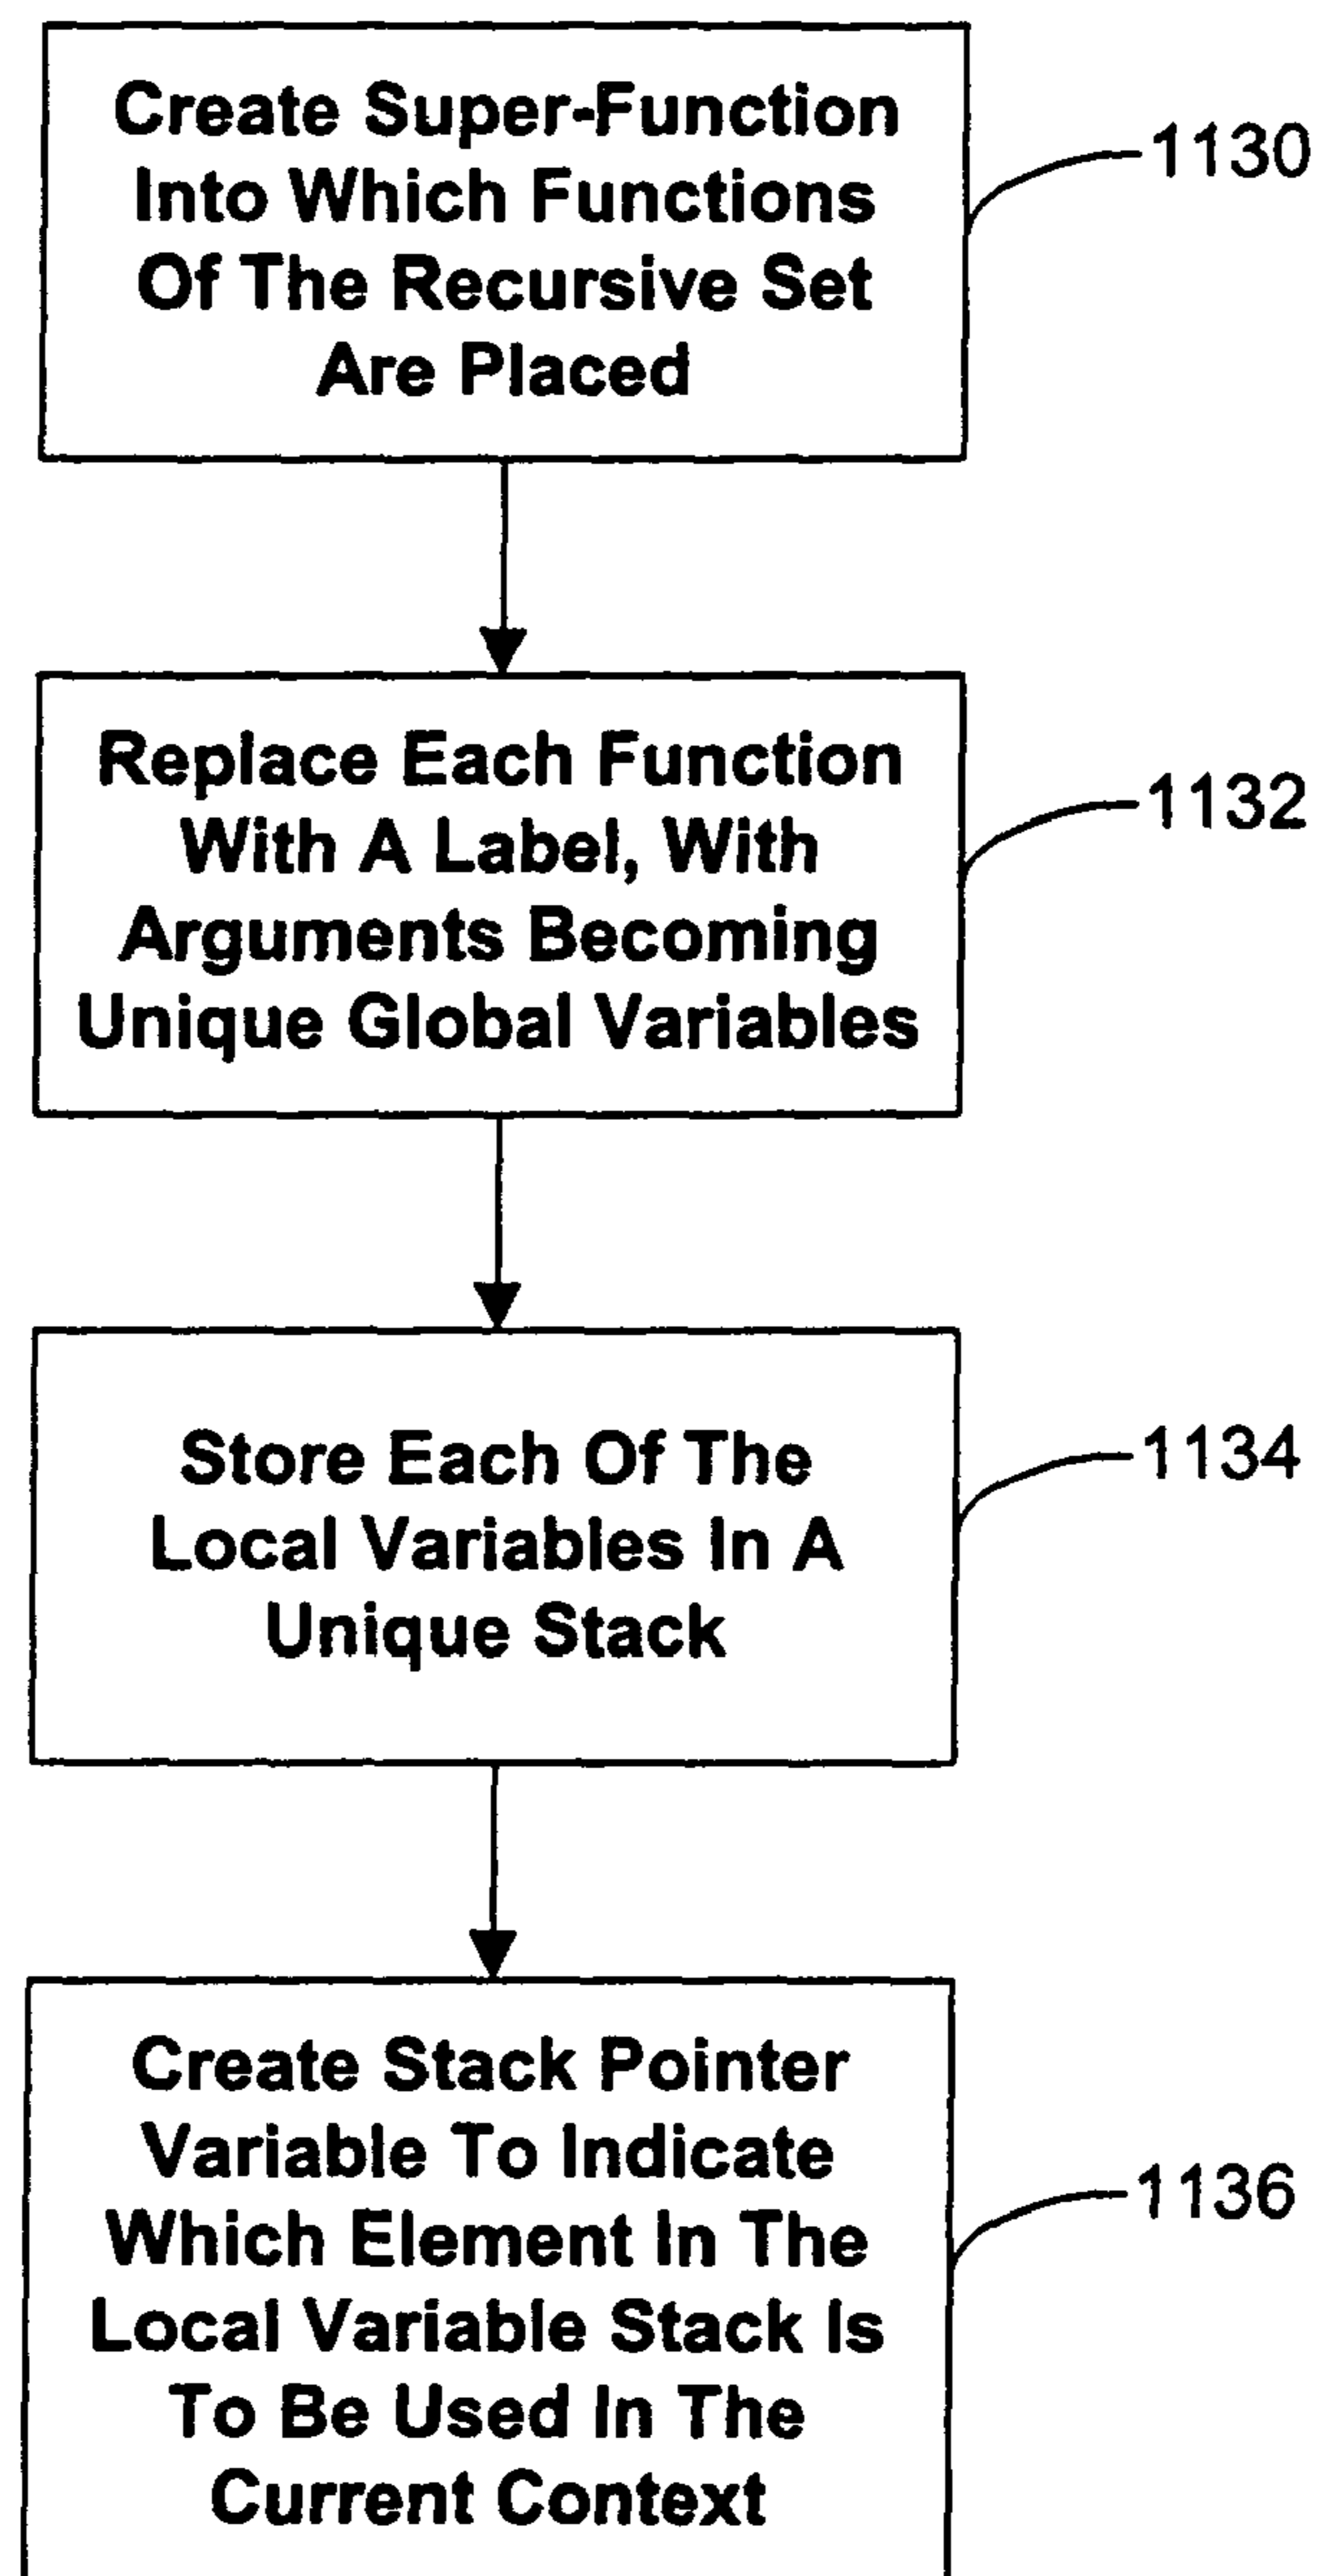 Create Super-Function
Into Which Functions
Of The Recursive Set
Are Placed
1130
Replace Each Function
With A Label, With
Arguments Becoming
Unique Global Variables
1132
Store Each Of The
Local Variables In A
Unique Stack
1134
Create Stack Pointer
Variable To Indicate
Which Element In The
Local Variable Stack Is
To Be Used In The
Current Context
1136